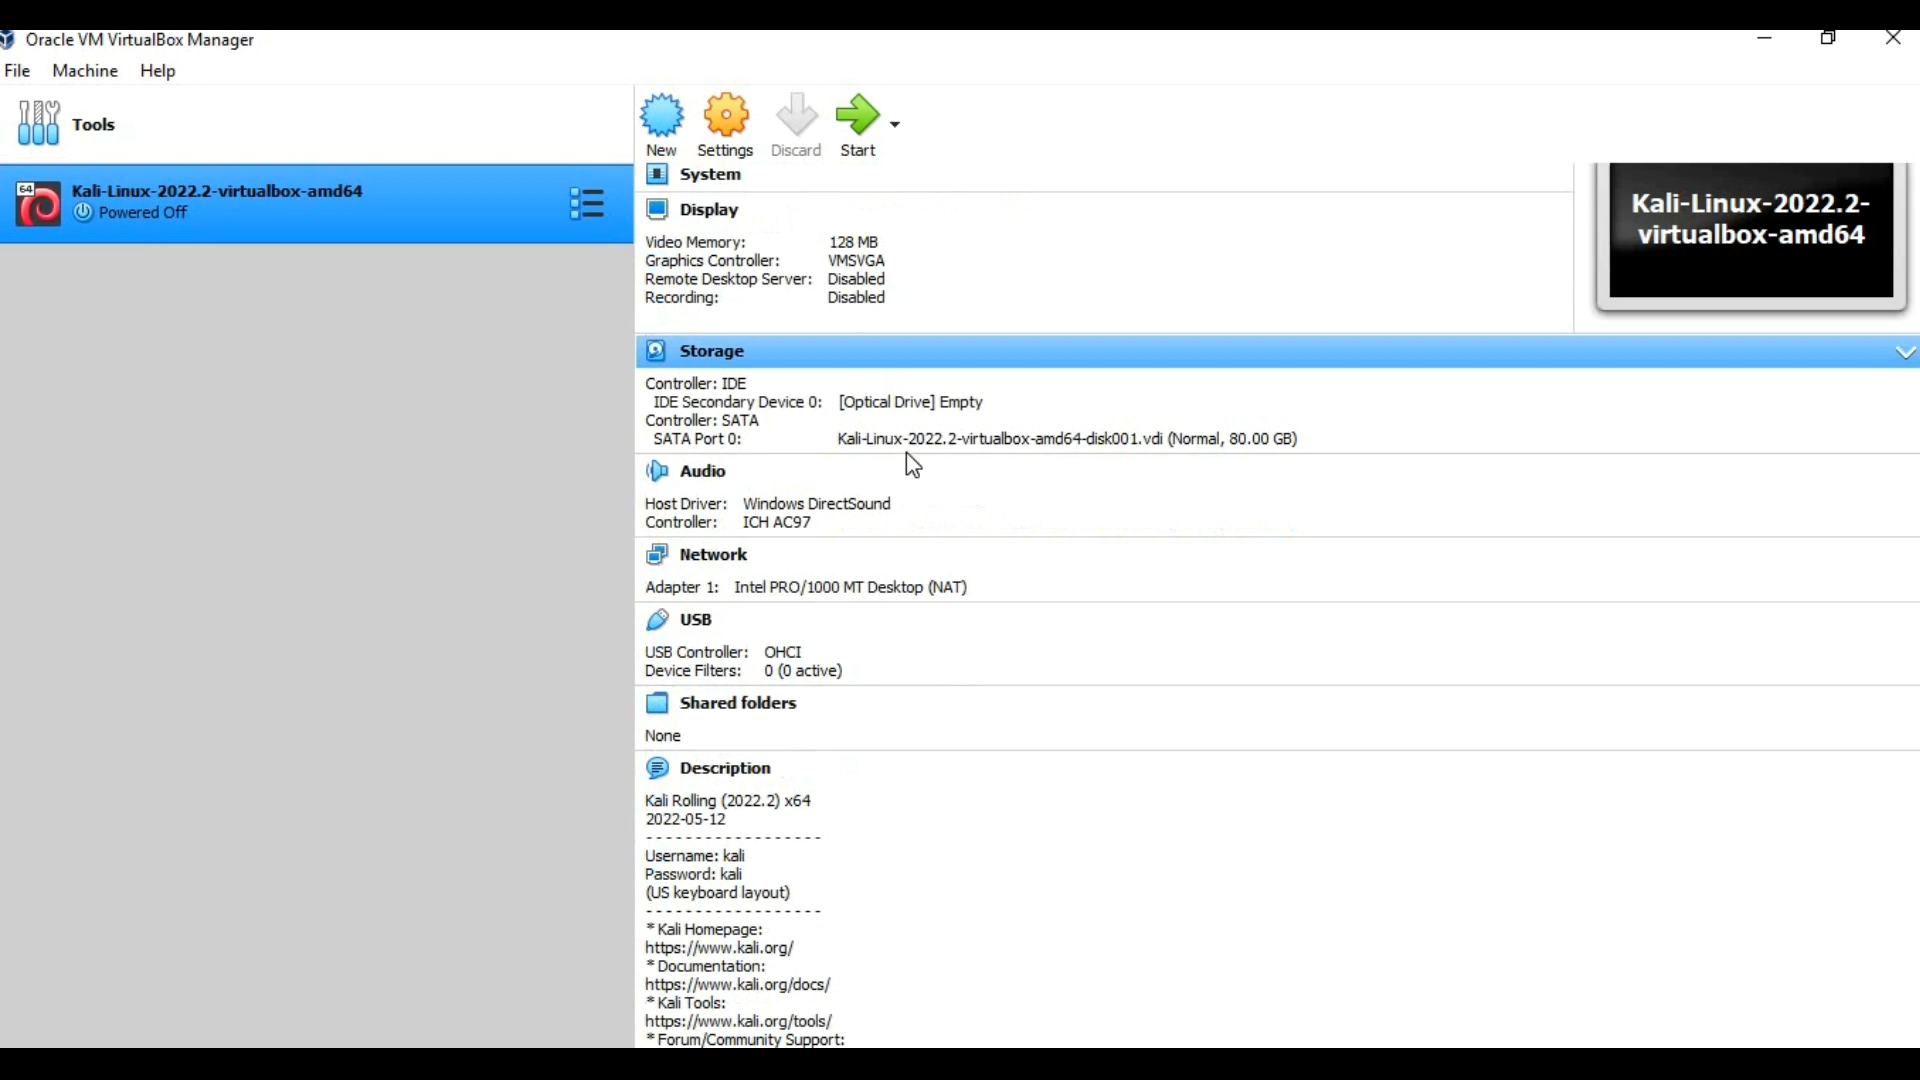 Oracle VM VirtualBox Manager
File Machine Help
Tools
New Settings Discard Start
64 Kali-Linux-2022.2-virtualbox-amd64
Powered Off
System
Display
Video Memory: 128 MB
Graphics Controller: VMSVGA
Remote Desktop Server: Disabled
Recording: Disabled
Kali-Linux-2022.2-
virtualbox-amd64
Storage
Controller: IDE
IDE Secondary Device 0: [Optical Drive] Empty
Controller: SATA
SATA Port 0: Kali-Linux-2022.2-virtualbox-amd64-disk001.vdi (Normal, 80.00 GB)
Audio
Host Driver: Windows DirectSound
Controller: ICH AC97
Network
Adapter 1: Intel PRO/1000 MT Desktop (NAT)
USB
USB Controller: OHCI
Device Filters: 0 (0 active)
Shared folders
None
Description
Kali Rolling (2022.2) x64
2022-05-12
- - - - - - - - - - - - - - - - - -
Username: kali
Password: kali
(US keyboard layout)
- - - - - - - - - - - - - - - - - -
* Kali Homepage:
https://www.kali.org/
* Documentation:
https://www.kali.org/docs/
* Kali Tools:
https://www.kali.org/tools/
* Forum/Community Support: